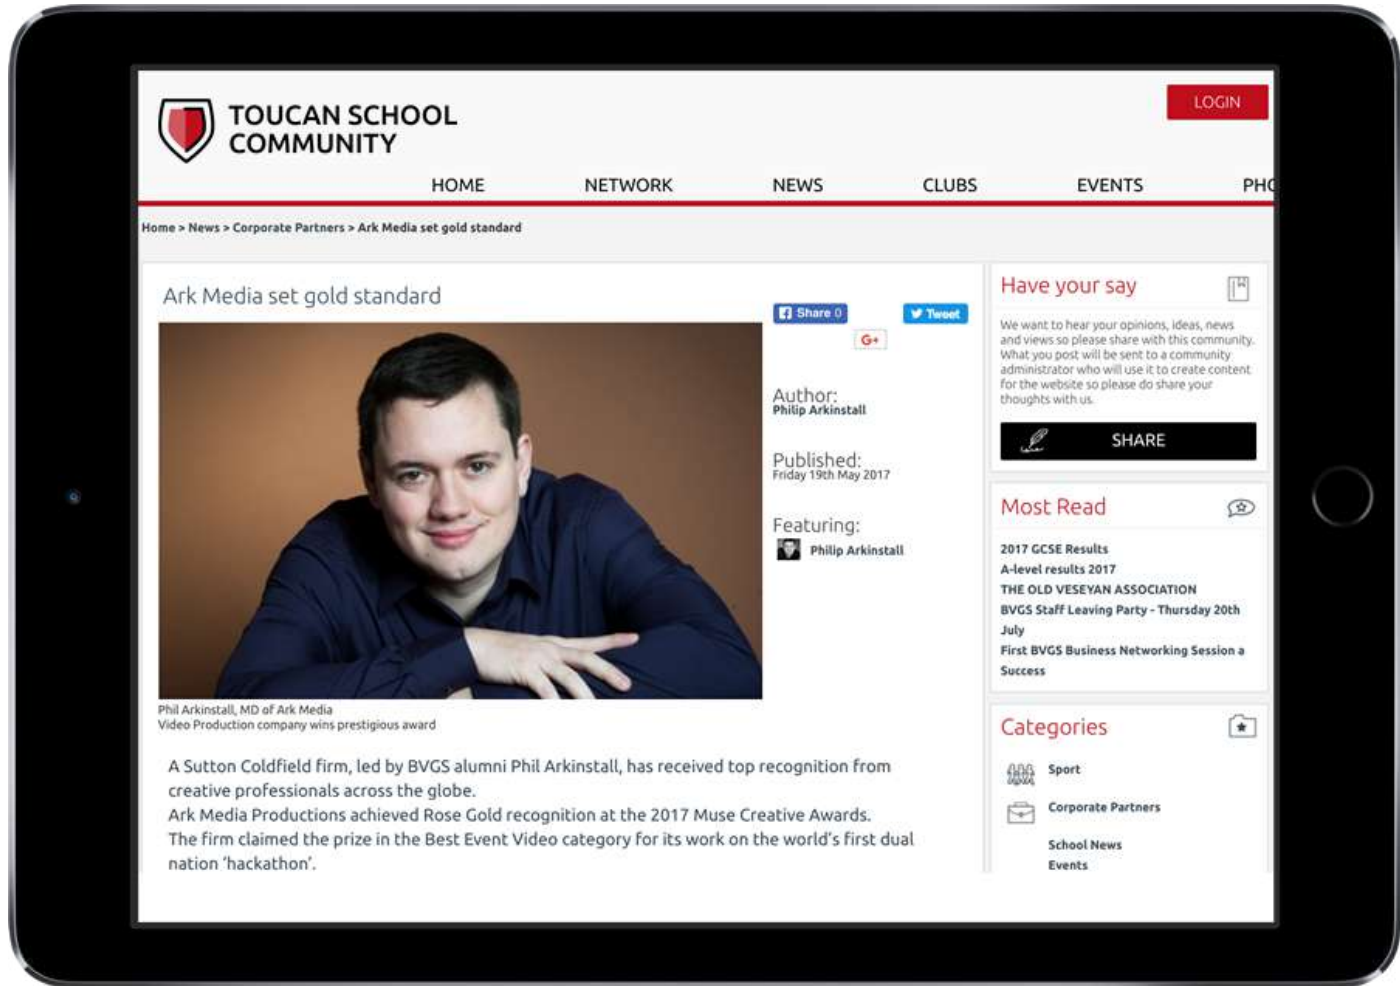 TOUCAN SCHOOL
COMMUNITY
LOGIN
HOME NETWORK NEWS CLUBS EVENTS PHO
Home > News > Corporate Partners > Ark Media set gold standard
Ark Media set gold standard
Share 0
Tweet
G+
Author:
Philip Arkinstall
Published:
Friday 19th May 2017
Featuring:
Philip Arkinstall
Phil Arkinstall, MD of Ark Media
Video Production company wins prestigious award
A Sutton Coldfield firm, led by BVGS alumni Phil Arkinstall, has received top recognition from
creative professionals across the globe.
Ark Media Productions achieved Rose Gold recognition at the 2017 Muse Creative Awards.
The firm claimed the prize in the Best Event Video category for its work on the world's first dual
nation 'hackathon'.
Have your say
We want to hear your opinions, ideas, news
and views so please share with this community.
What you post will be sent to a community
administrator who will use it to create content
for the website so please do share your
thoughts with us.
SHARE
Most Read
2017 GCSE Results
A-level results 2017
THE OLD VESEYAN ASSOCIATION
BVGS Staff Leaving Party - Thursday 20th
July
First BVGS Business Networking Session a
Success
Categories
Sport
Corporate Partners
School News
Events